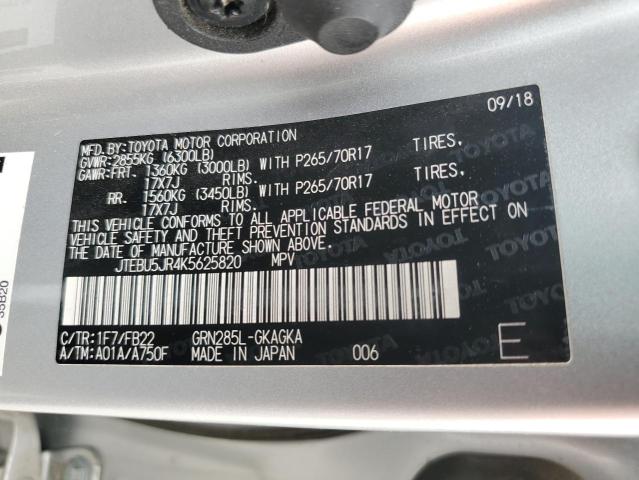 09/18
MFD.BY:TOYOTA MOTOR CORPORATION
GVWR:2855KG (6300LB)
GAWR:FRT. 1360KG (3000LB) WITH P265/70R17 TIRES,
17X7J RIMS.
RR. 1560KG (3450LB) WITH P265/70R17 TIRES,
17X7J RIMS.
THIS VEHICLE CONFORMS TO ALL APPLICABLE FEDERAL MOTOR
VEHICLE SAFETY AND THEFT PREVENTION STANDARDS IN EFFECT ON
THE DATE OF MANUFACTURE SHOWN ABOVE.
JTEBU5JR4K5625820 MPV
C/TR:1F7/FB22 GRN285L-GKAGKA
A/TM:A01A/A750F MADE IN JAPAN 006 E
35B20